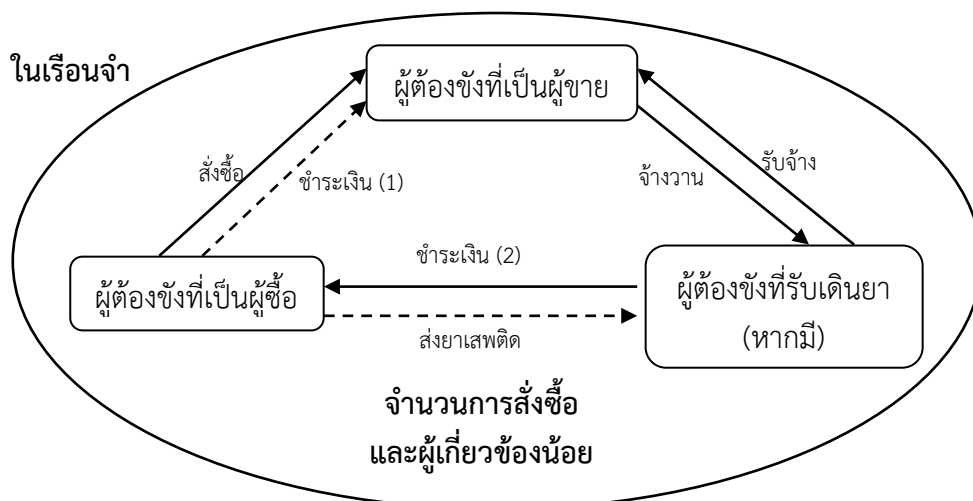 ในเรือนจำ
ผู้ต้องขังที่เป็นผู้ขาย
สั่งซื้อ
ชำระเงิน (1)
จ้างวาน
รับจ้าง
ผู้ต้องขังที่เป็นผู้ซื้อ
ชำระเงิน (2)
ส่งยาเสพติด
ผู้ต้องขังที่รับเดินยา
(หากมี)
จำนวนการสั่งซื้อ
และผู้เกี่ยวข้องน้อย